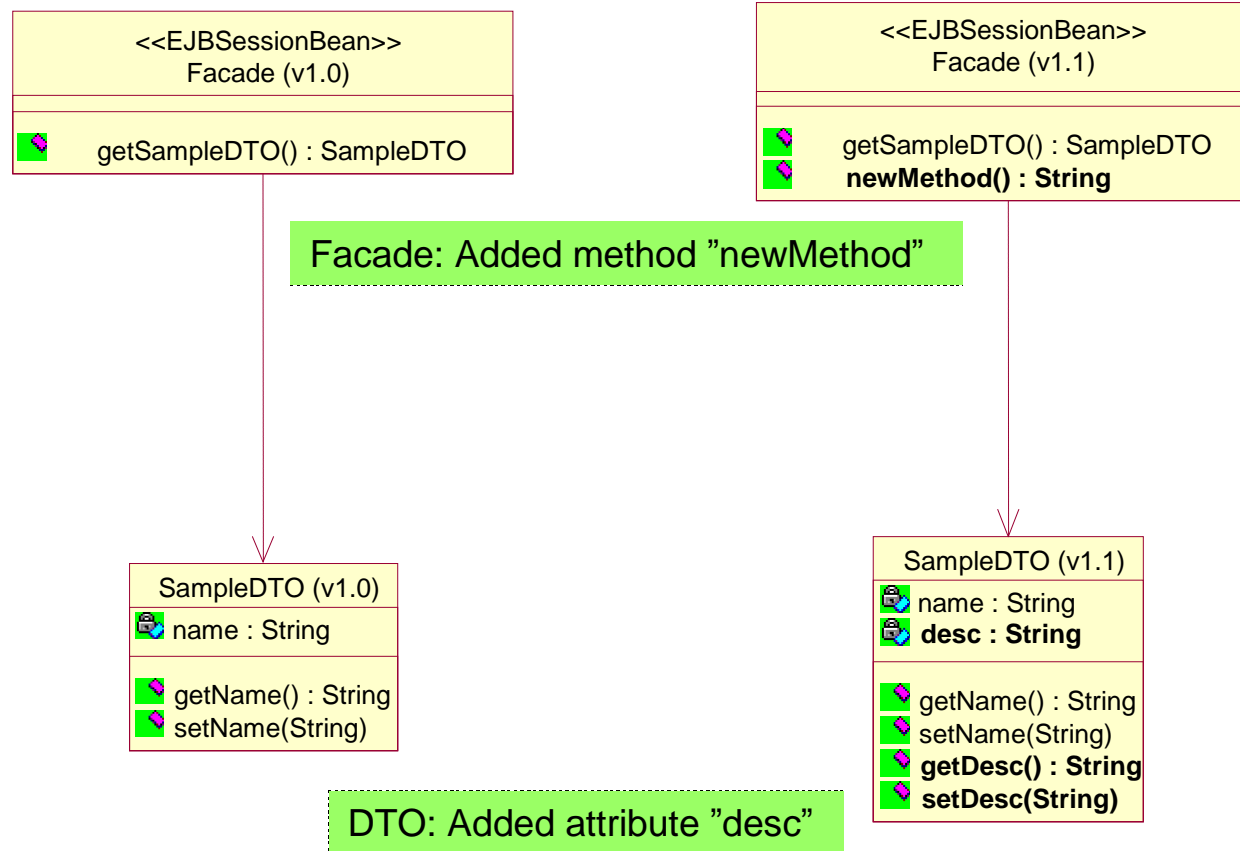 <<EJBSessionBean>>
Facade (v1.0)
getSampleDTO() : SampleDTO
<<EJBSessionBean>>
Facade (v1.1)
getSampleDTO() : SampleDTO
newMethod() : String
Facade: Added method ”newMethod”
SampleDTO (v1.0)
name : String
getName() : String
setName(String)
SampleDTO (v1.1)
name : String
desc : String
getName() : String
setName(String)
getDesc() : String
setDesc(String)
DTO: Added attribute ”desc”